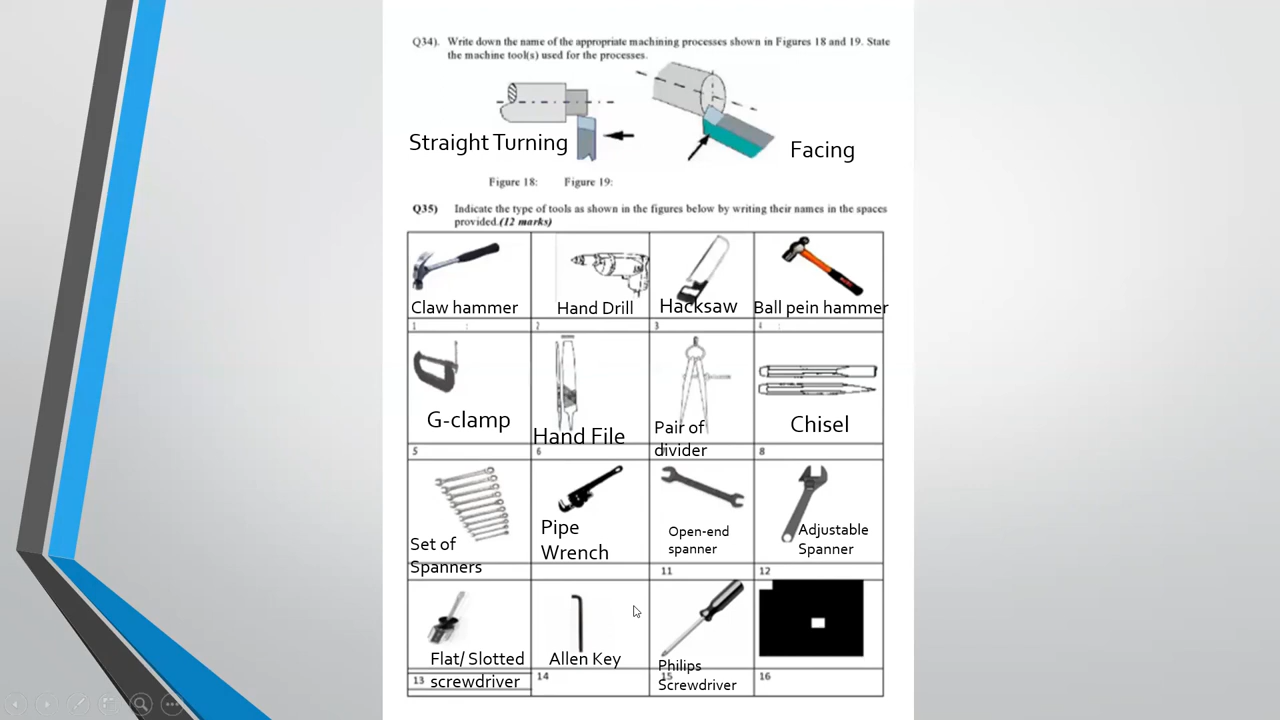 Q34). Write down the name of the appropriate machining processes shown in Figures 18 and 19. State
the machine tool(s) used for the processes.
Straight Turning
Facing
Figure 18: Figure 19:
Q35) Indicate the type of tools as shown in the figures below by writing their names in the spaces
provided.(12 marks)
Claw hammer
Hand Drill
Hacksaw
Ball pein hammer
1 :
2
3
4 :
G-clamp
Hand File
Pair of
divider
Chisel
5
6
8
Set of
Spanners
Pipe
Wrench
Open-end
spanner
Adjustable
Spanner
11
12
Flat/ Slotted
screwdriver
Allen Key
Philips
Screwdriver
13
14
15
16